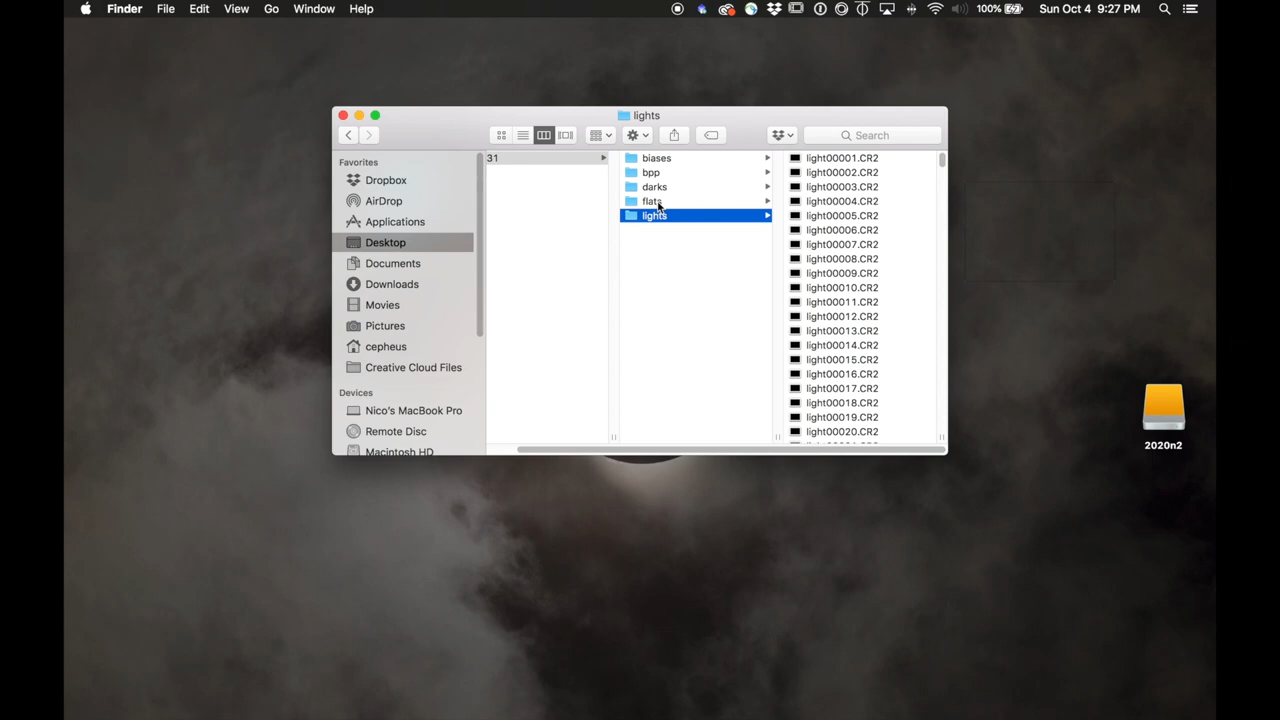 Finder File Edit View Go Window Help 100% Sun Oct 4 9:27 PM
lights
Search
Favorites
Dropbox
AirDrop
Applications
Desktop
Documents
Downloads
Movies
Pictures
cepheus
Creative Cloud Files
Devices
Nico's MacBook Pro
Remote Disc
Macintosh HD
31
biases
bpp
darks
flats
lights
light00001.CR2
light00002.CR2
light00003.CR2
light00004.CR2
light00005.CR2
light00006.CR2
light00007.CR2
light00008.CR2
light00009.CR2
light00010.CR2
light00011.CR2
light00012.CR2
light00013.CR2
light00014.CR2
light00015.CR2
light00016.CR2
light00017.CR2
light00018.CR2
light00019.CR2
light00020.CR2
2020n2